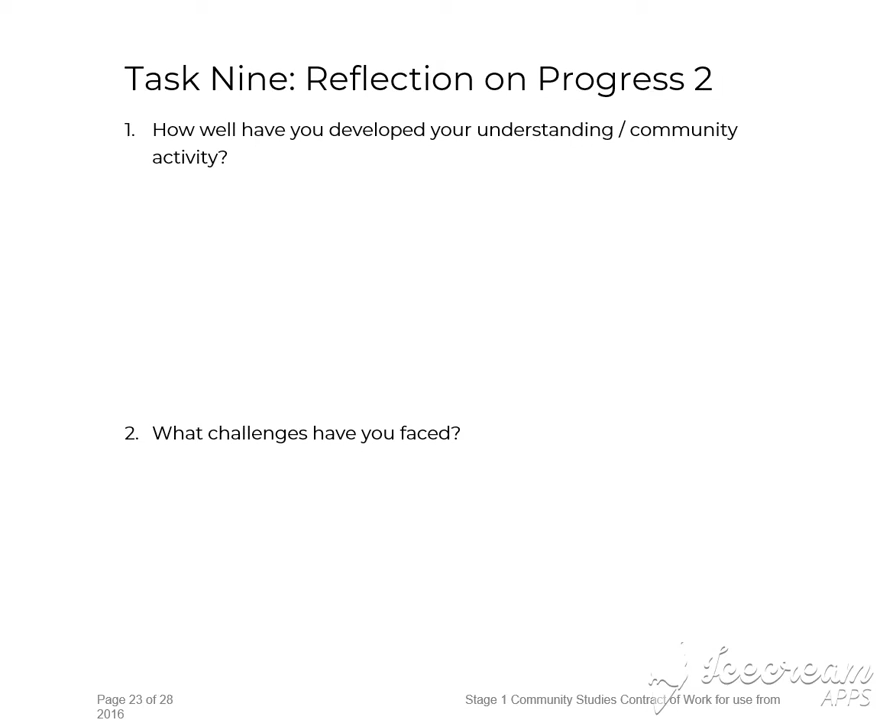 Task Nine: Reflection on Progress 2
1. How well have you developed your understanding / community
activity?
2. What challenges have you faced?
Icecream
APPS
Page 23 of 28
Stage 1 Community Studies Contract of Work for use from
2016